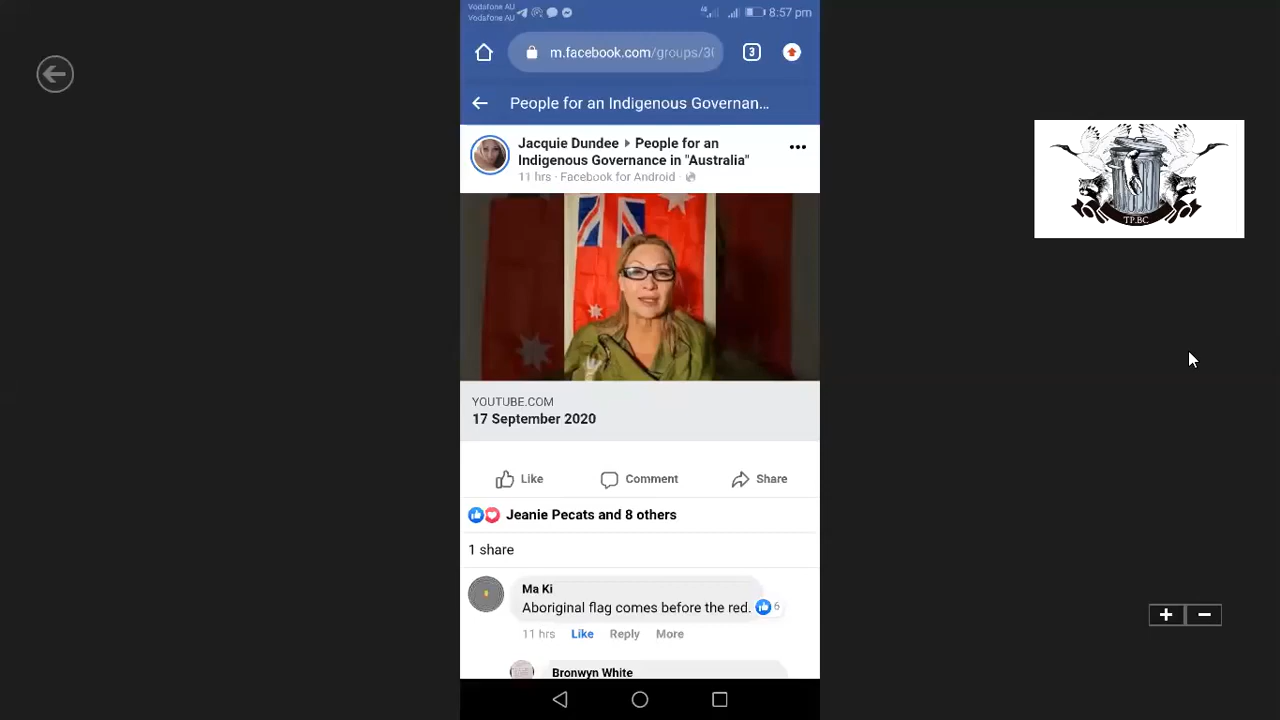 Vodafone AU
Vodafone AU
8:57 pm
m.facebook.com/groups/30
3
People for an Indigenous Governan...
Jacquie Dundee ▸ People for an
Indigenous Governance in "Australia"
11 hrs · Facebook for Android ·
YOUTUBE.COM
17 September 2020
Like
Comment
Share
Jeanie Pecats and 8 others
1 share
Ma Ki
Aboriginal flag comes before the red.
6
11 hrs Like Reply More
Bronwyn White
TP.BC